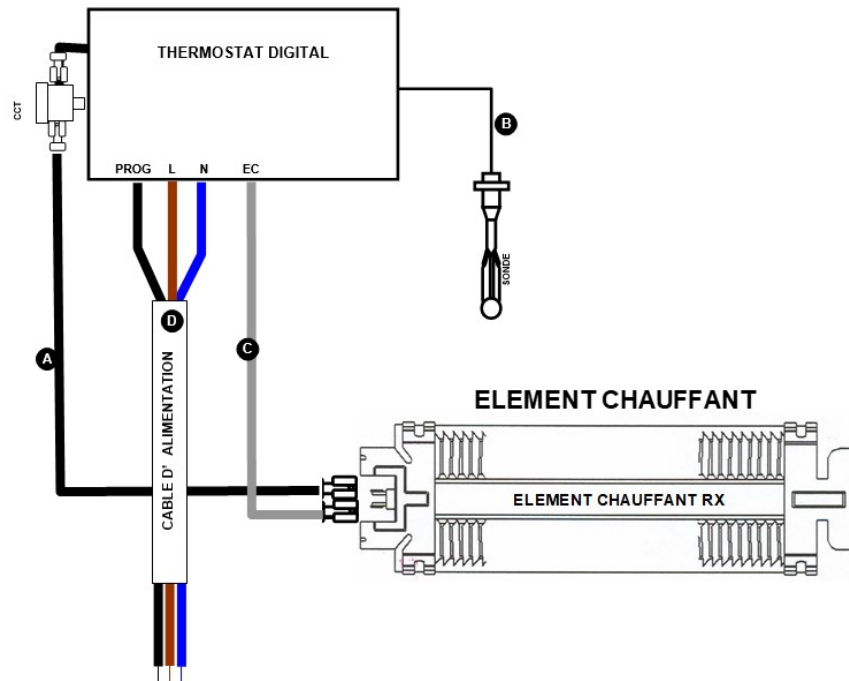 THERMOSTAT DIGITAL
CCT
PROG L N EC
B
SONDE
D
A
C
CABLE D' ALIMENTATION
ELEMENT CHAUFFANT
ELEMENT CHAUFFANT RX